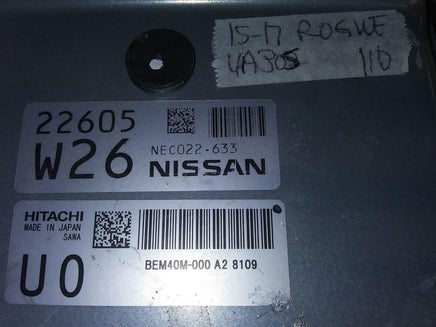 15-17 ROGUE
110
22605
W26
NEC022-633
NISSAN
HITACHI
MADE IN JAPAN
SAWA
U0
BEM40M-000 A2 8109